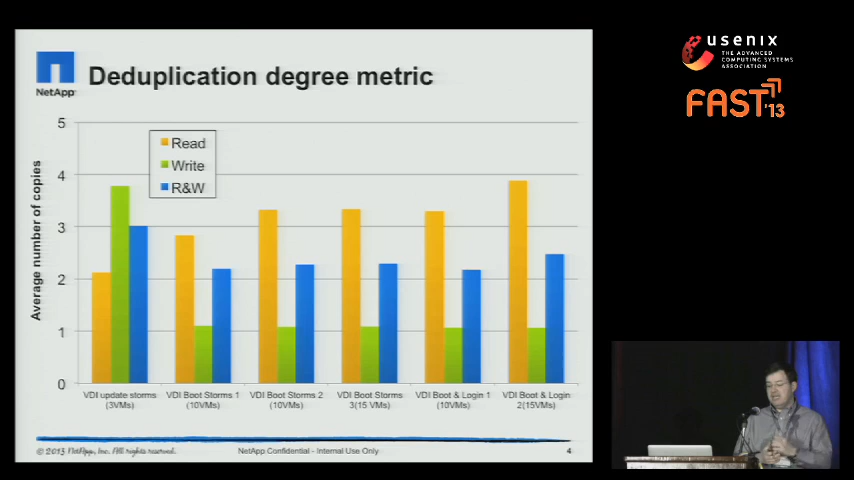 NetApp
Deduplication degree metric
Average number of copies
5
4
3
2
1
0
Read
Write
R&W
VDI update storms
(3VMs)
VDI Boot Storms 1
(10VMs)
VDI Boot Storms 2
(10VMs)
VDI Boot Storms
3(15 VMs)
VDI Boot & Login 1
(10VMs)
VDI Boot & Login
2(15VMs)
© 2013 NetApp, Inc. All rights reserved.
NetApp Confidential - Internal Use Only
4
usenix
THE ADVANCED
COMPUTING SYSTEMS
ASSOCIATION
FAST '13